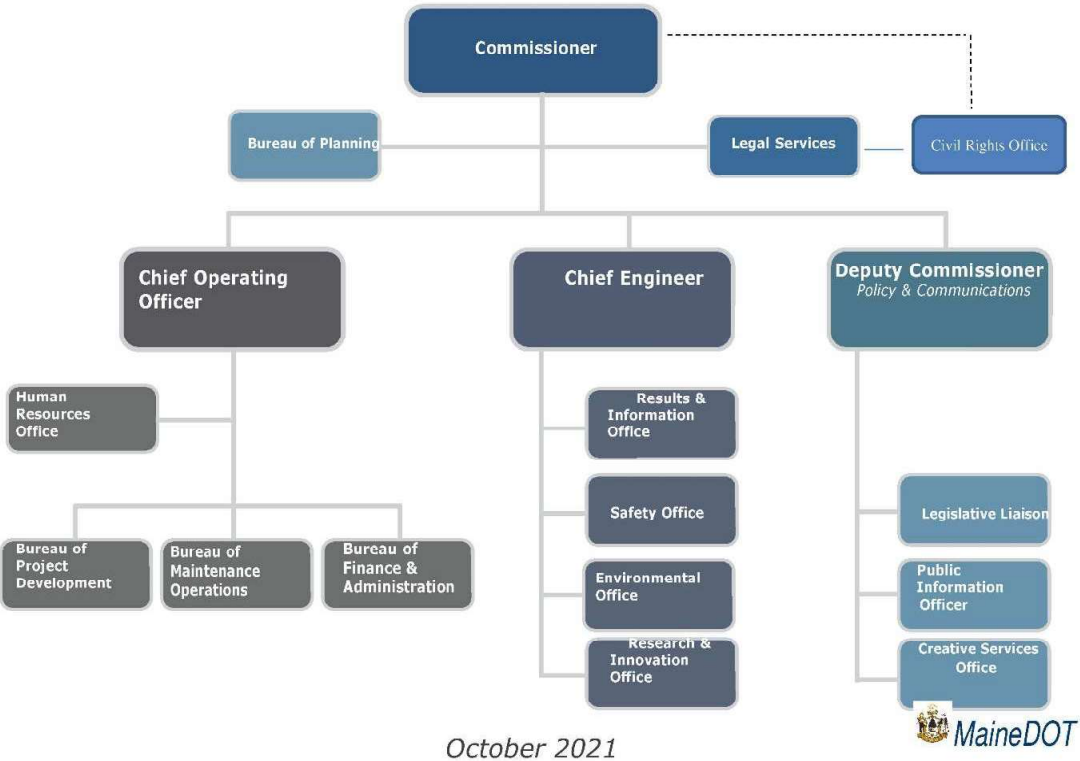 Commissioner
Bureau of Planning
Legal Services
Civil Rights Office
Chief Operating
Officer
Chief Engineer
Deputy Commissioner
Policy & Communications
Human
Resources
Office
Bureau of
Project
Development
Bureau of
Maintenance
Operations
Bureau of
Finance &
Administration
Results &
Information
Office
Safety Office
Environmental
Office
Research &
Innovation
Office
Legislative Liaison
Public
Information
Officer
Creative Services
Office
MaineDOT
October 2021